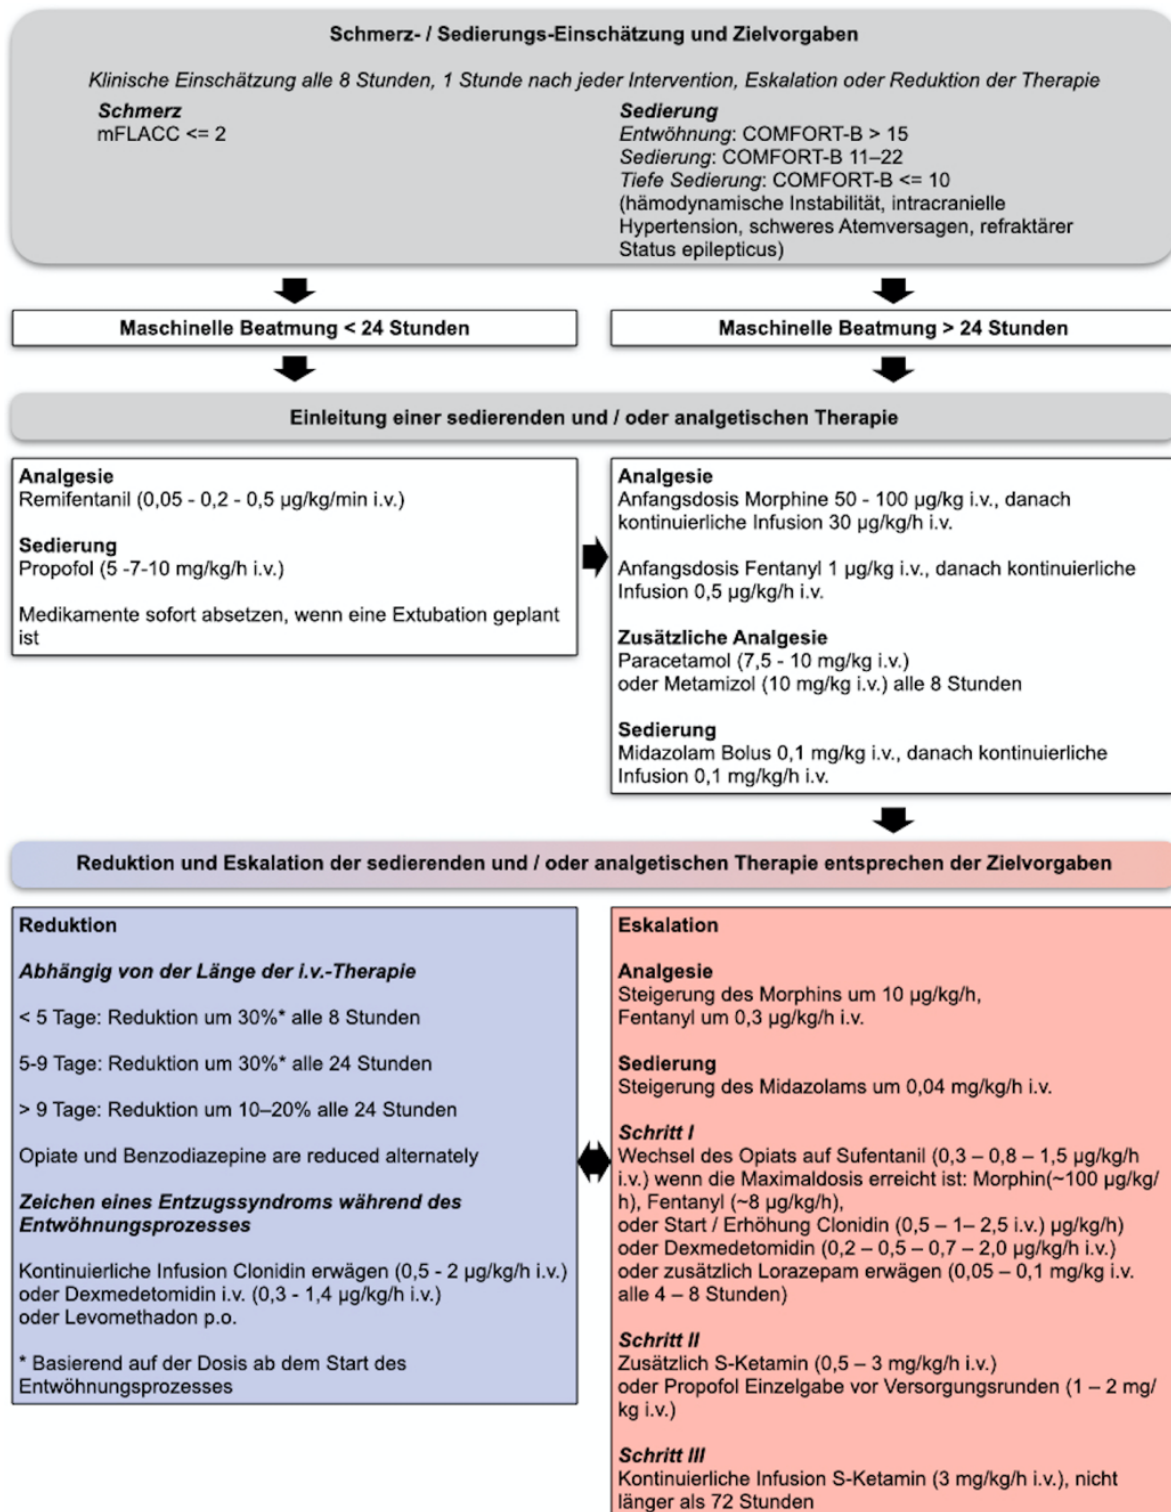 Schmerz- / Sedierungs-Einschätzung und Zielvorgaben
Klinische Einschätzung alle 8 Stunden, 1 Stunde nach jeder Intervention, Eskalation oder Reduktion der Therapie
Schmerz
mFLACC <= 2
Sedierung
Entwöhnung: COMFORT-B > 15
Sedierung: COMFORT-B 11–22
Tiefe Sedierung: COMFORT-B <= 10
(hämodynamische Instabilität, intracranielle
Hypertension, schweres Atemversagen, refraktärer
Status epilepticus)
Maschinelle Beatmung < 24 Stunden
Maschinelle Beatmung > 24 Stunden
Einleitung einer sedierenden und / oder analgetischen Therapie
Analgesie
Remifentanil (0,05 - 0,2 - 0,5 µg/kg/min i.v.)
Sedierung
Propofol (5 -7-10 mg/kg/h i.v.)
Medikamente sofort absetzen, wenn eine Extubation geplant
ist
Analgesie
Anfangsdosis Morphine 50 - 100 µg/kg i.v., danach
kontinuierliche Infusion 30 µg/kg/h i.v.
Anfangsdosis Fentanyl 1 µg/kg i.v., danach kontinuierliche
Infusion 0,5 µg/kg/h i.v.
Zusätzliche Analgesie
Paracetamol (7,5 - 10 mg/kg i.v.)
oder Metamizol (10 mg/kg i.v.) alle 8 Stunden
Sedierung
Midazolam Bolus 0,1 mg/kg i.v., danach kontinuierliche
Infusion 0,1 mg/kg/h i.v.
Reduktion und Eskalation der sedierenden und / oder analgetischen Therapie entsprechen der Zielvorgaben
Reduktion
Abhängig von der Länge der i.v.-Therapie
< 5 Tage: Reduktion um 30%* alle 8 Stunden
5-9 Tage: Reduktion um 30%* alle 24 Stunden
> 9 Tage: Reduktion um 10–20% alle 24 Stunden
Opiate und Benzodiazepine are reduced alternately
Zeichen eines Entzugssyndroms während des
Entwöhnungsprozesses
Kontinuierliche Infusion Clonidin erwägen (0,5 - 2 µg/kg/h i.v.)
oder Dexmedetomidin i.v. (0,3 - 1,4 µg/kg/h i.v.)
oder Levomethadon p.o.
* Basierend auf der Dosis ab dem Start des
Entwöhnungsprozesses
Eskalation
Analgesie
Steigerung des Morphins um 10 µg/kg/h,
Fentanyl um 0,3 µg/kg/h i.v.
Sedierung
Steigerung des Midazolams um 0,04 mg/kg/h i.v.
Schritt I
Wechsel des Opiats auf Sufentanil (0,3 – 0,8 – 1,5 µg/kg/h
i.v.) wenn die Maximaldosis erreicht ist: Morphin(~100 µg/kg/
h), Fentanyl (~8 µg/kg/h),
oder Start / Erhöhung Clonidin (0,5 – 1– 2,5 i.v.) µg/kg/h)
oder Dexmedetomidin (0,2 – 0,5 – 0,7 – 2,0 µg/kg/h i.v.)
oder zusätzlich Lorazepam erwägen (0,05 – 0,1 mg/kg i.v.
alle 4 – 8 Stunden)
Schritt II
Zusätzlich S-Ketamin (0,5 – 3 mg/kg/h i.v.)
oder Propofol Einzelgabe vor Versorgungsrunden (1 – 2 mg/
kg i.v.)
Schritt III
Kontinuierliche Infusion S-Ketamin (3 mg/kg/h i.v.), nicht
länger als 72 Stunden